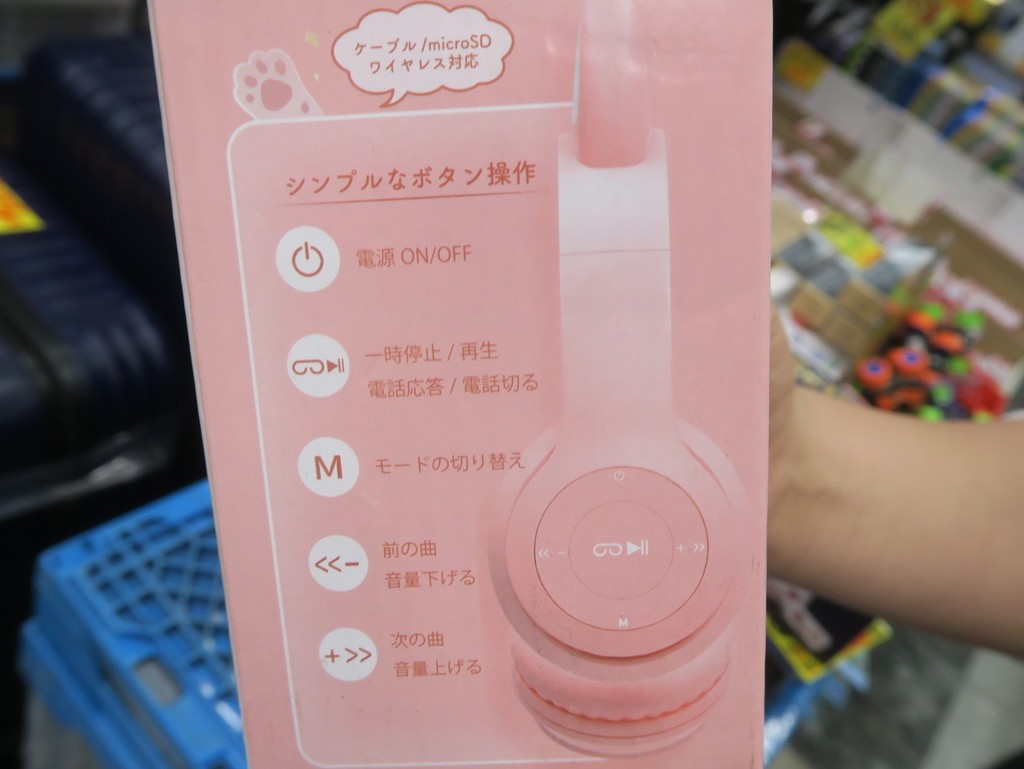 ケーブル/microSD
ワイヤレス対応
シンプルなボタン操作
電源 ON/OFF
一時停止 / 再生
電話応答 / 電話切る
M モードの切り替え
<<- 前の曲
音量下げる
+>> 次の曲
音量上げる
<<- +>>
M